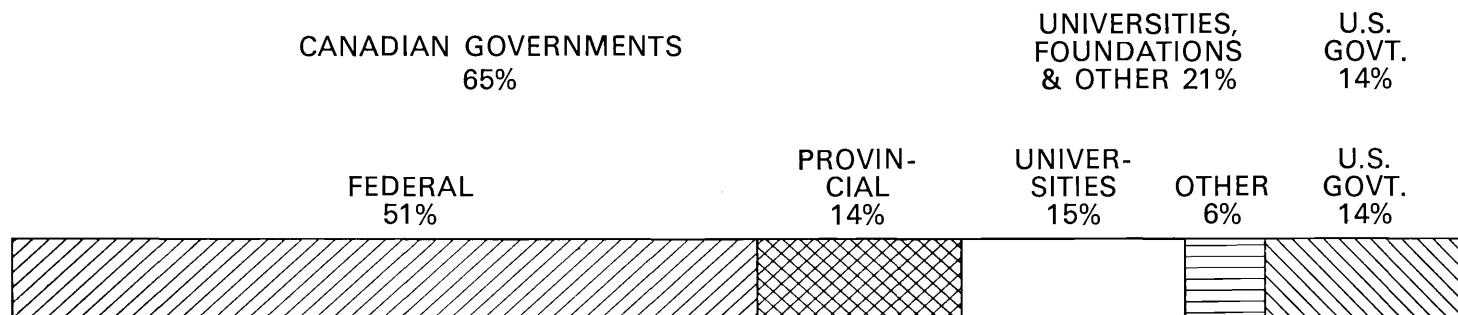 CANADIAN GOVERNMENTS
65%
UNIVERSITIES,
FOUNDATIONS
& OTHER 21%
U.S.
GOVT.
14%
FEDERAL
51%
PROVIN-
CIAL
14%
UNIVER-
SITIES
15%
OTHER
6%
U.S.
GOVT.
14%